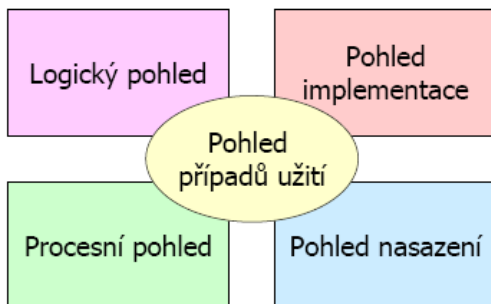 Logický pohled
Pohled
implementace
Pohled
případů užití
Procesní pohled
Pohled nasazení